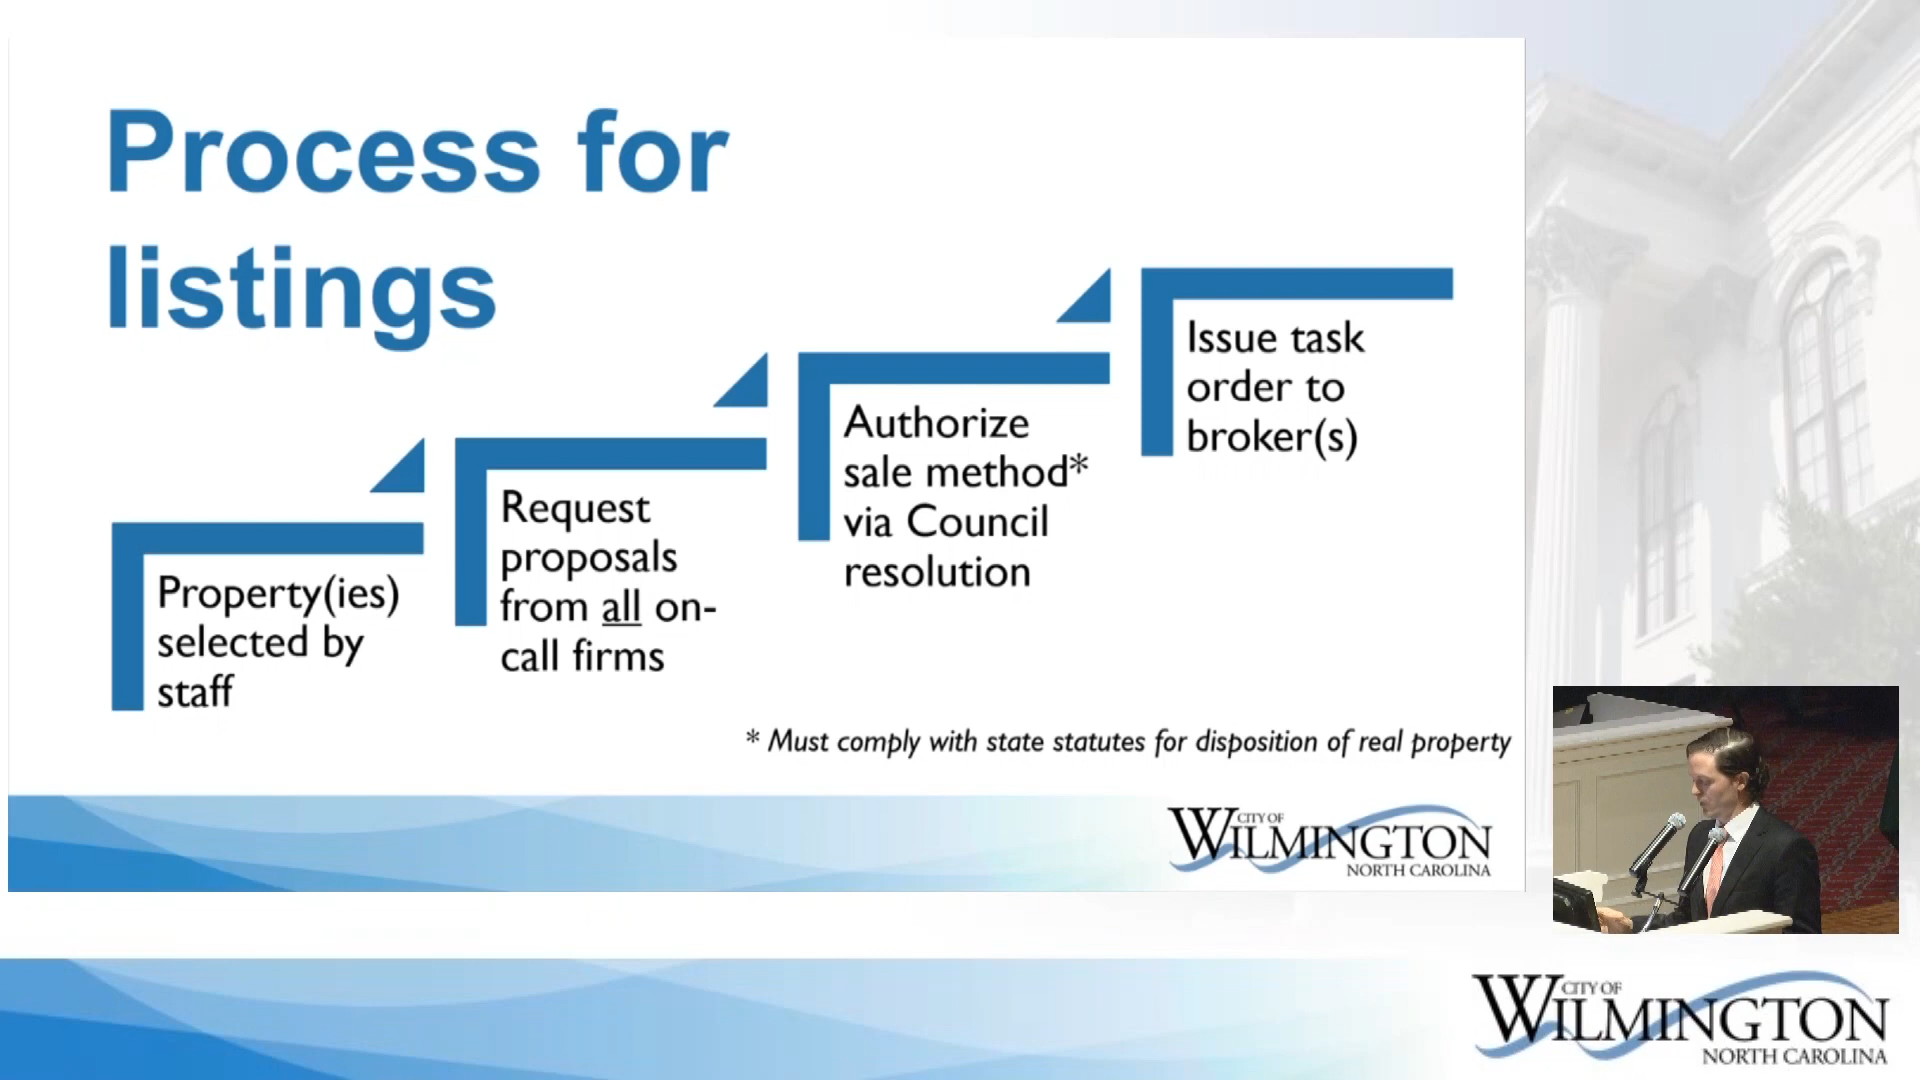 Process for
listings
Property(ies)
selected by
staff
Request
proposals
from all on-
call firms
Authorize
sale method*
via Council
resolution
Issue task
order to
broker(s)
* Must comply with state statutes for disposition of real property
CITY OF
WILMINGTON
NORTH CAROLINA
CITY OF
WILMINGTON
NORTH CAROLINA